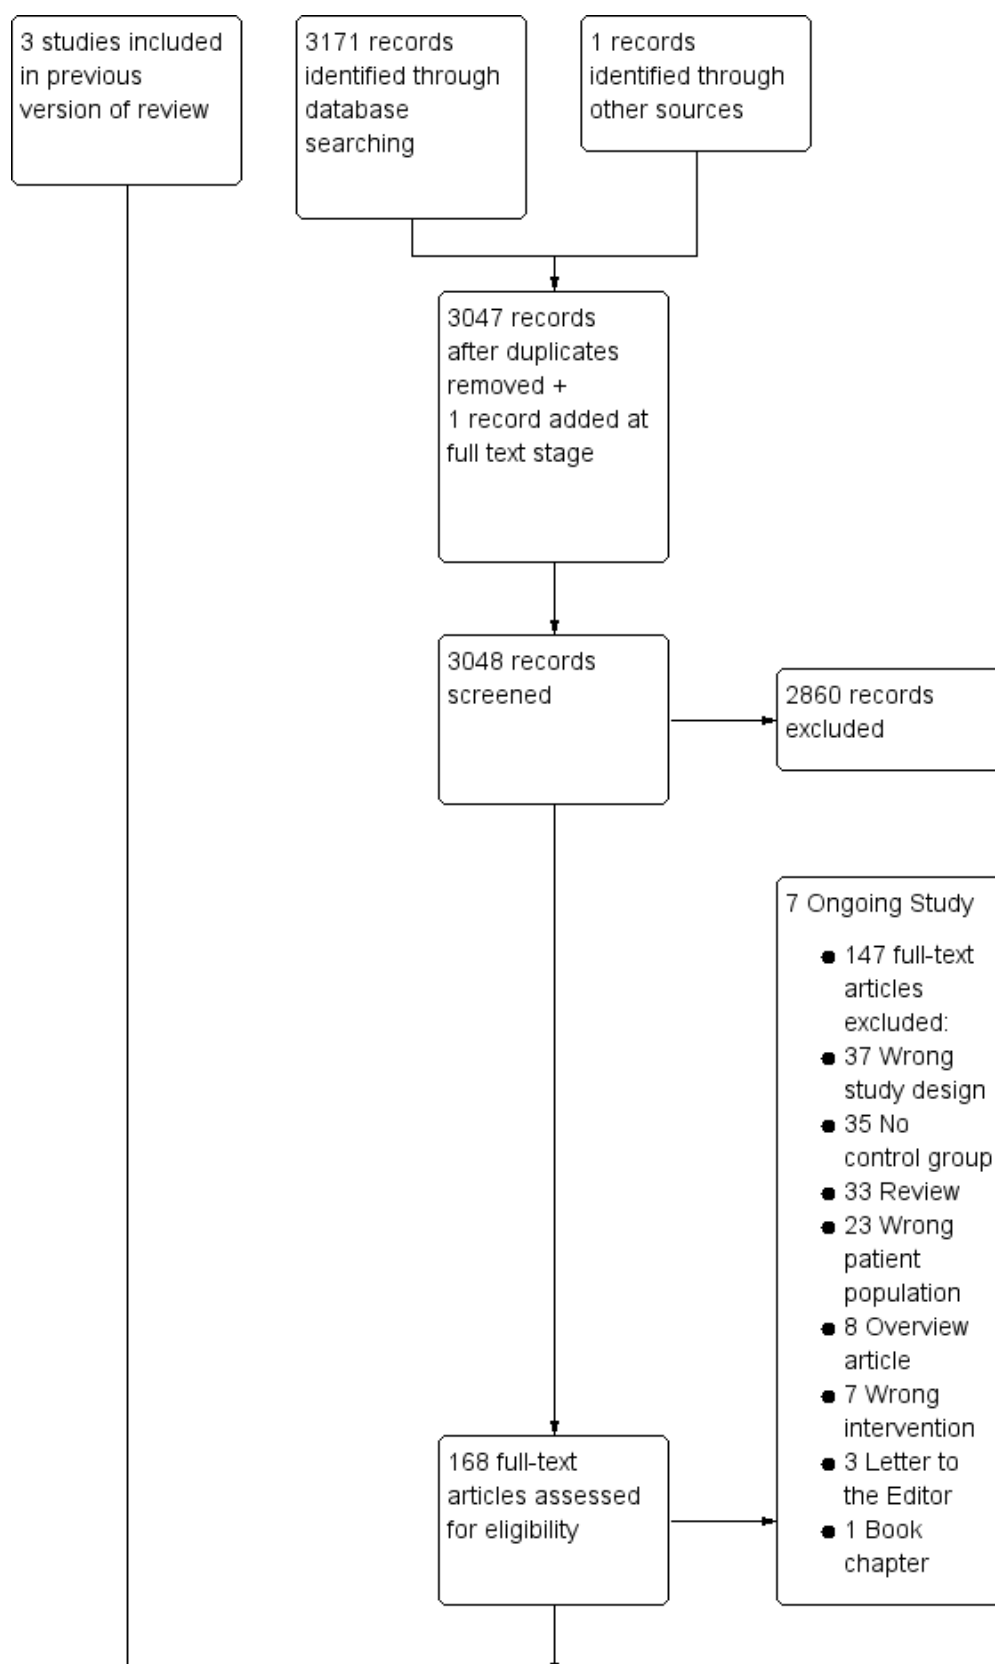 3 studies included
in previous
version of review
3171 records
identified through
database
searching
1 records
identified through
other sources
3047 records
after duplicates
removed +
1 record added at
full text stage
3048 records
screened
2860 records
excluded
168 full-text
articles assessed
for eligibility
7 Ongoing Study
147 full-text
articles
excluded:
37 Wrong
study design
35 No
control group
33 Review
23 Wrong
patient
population
8 Overview
article
7 Wrong
intervention
3 Letter to
the Editor
1 Book
chapter